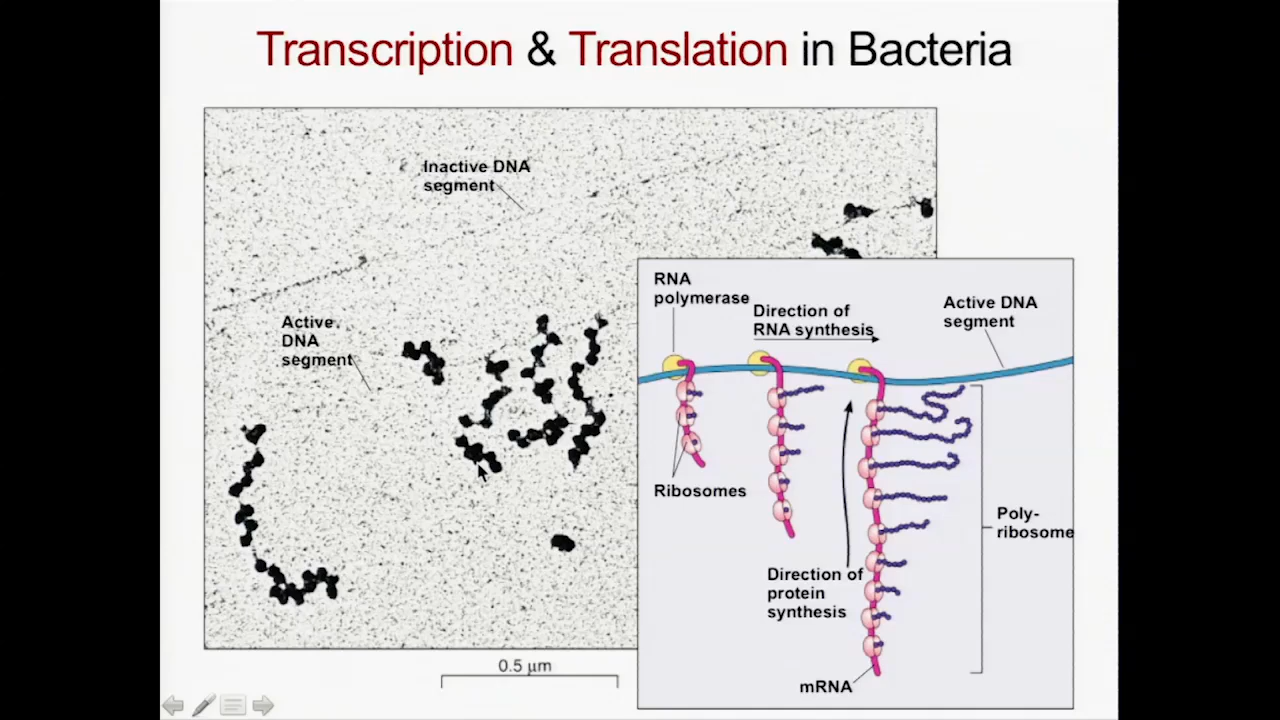 Transcription & Translation in Bacteria
Inactive DNA
segment
Active
DNA
segment
0.5 µm
RNA
polymerase
Direction of
RNA synthesis
Active DNA
segment
Ribosomes
Direction of
protein
synthesis
Poly-
ribosome
mRNA